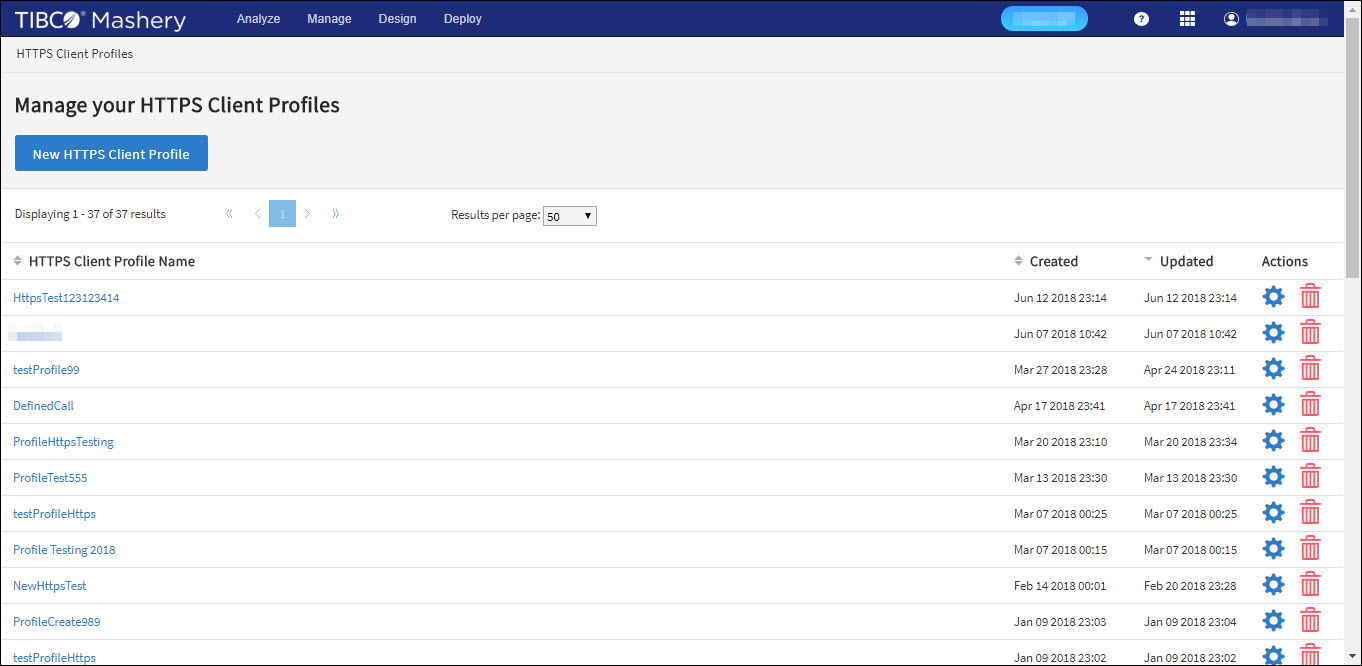 TIBCO® Mashery Analyze Manage Design Deploy ?
HTTPS Client Profiles
Manage your HTTPS Client Profiles
New HTTPS Client Profile
Displaying 1 - 37 of 37 results « < 1 > » Results per page: 50
HTTPS Client Profile Name Created Updated Actions
HttpsTest123123414 Jun 12 2018 23:14 Jun 12 2018 23:14
Jun 07 2018 10:42 Jun 07 2018 10:42
testProfile99 Mar 27 2018 23:28 Apr 24 2018 23:11
DefinedCall Apr 17 2018 23:41 Apr 17 2018 23:41
ProfileHttpsTesting Mar 20 2018 23:10 Mar 20 2018 23:34
ProfileTest555 Mar 13 2018 23:30 Mar 13 2018 23:30
testProfileHttps Mar 07 2018 00:25 Mar 07 2018 00:25
Profile Testing 2018 Mar 07 2018 00:15 Mar 07 2018 00:15
NewHttpsTest Feb 14 2018 00:01 Feb 20 2018 23:28
ProfileCreate989 Jan 09 2018 23:03 Jan 09 2018 23:04
testProfileHttps Jan 09 2018 23:02 Jan 09 2018 23:02